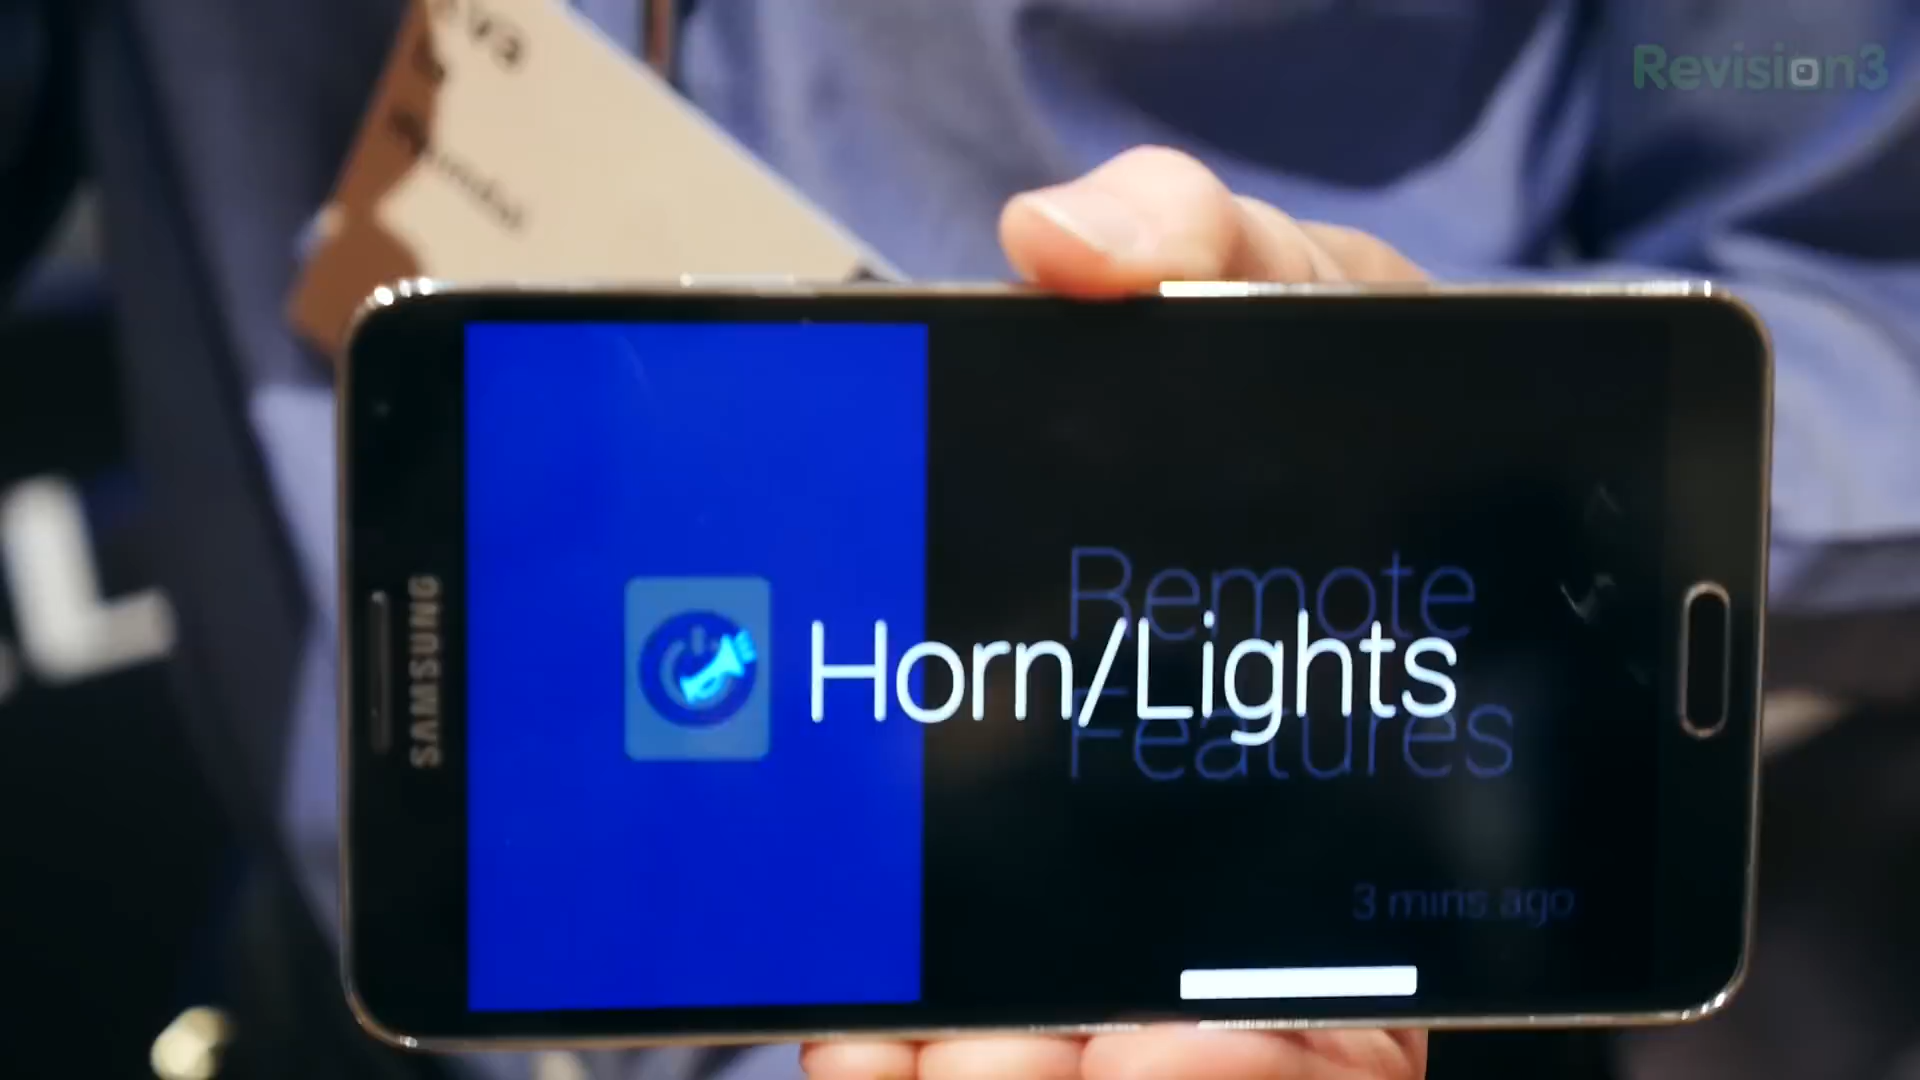 Revision3
SAMSUNG
Remote
Horn/Lights
Features
3 mins ago
L